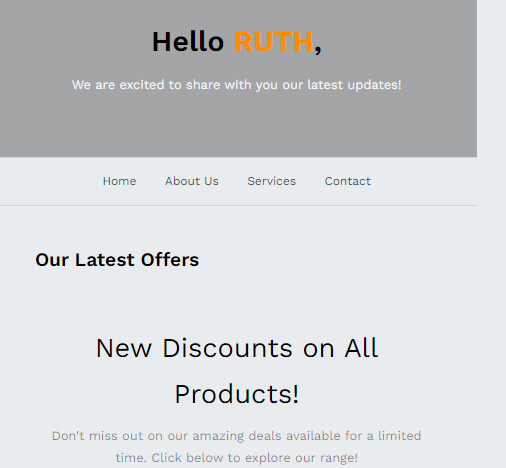 Hello RUTH,
We are excited to share with you our latest updates!
Home About Us Services Contact
Our Latest Offers
New Discounts on All
Products!
Don't miss out on our amazing deals available for a limited
time. Click below to explore our range!